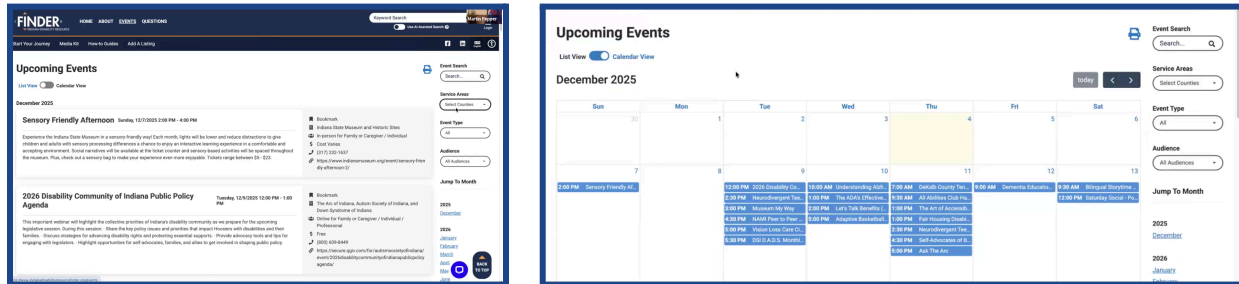 FINDER
HOME ABOUT EVENTS QUESTIONS
Keyword Search
Martin Pepper
Use AI-Assisted Search
Login
Start Your Journey Media Kit How-to Guides Add A Listing
Upcoming Events
List View Calendar View
December 2025
Sensory Friendly Afternoon Sunday, 12/7/2025 2:00 PM - 4:00 PM
Experience the Indiana State Museum in a sensory-friendly way! Each month, lights will be lower and reduce distractions to give
children and adults with sensory processing differences a chance to enjoy an interactive learning experience in a comfortable and
accepting environment. Social narratives will be available at the ticket counter and sensory-based activities will be spaced throughout
the museum. Plus, check out a sensory bag to make your experience even more enjoyable. Tickets range between $5 - $23.
Bookmark
Indiana State Museum and Historic Sites
In-person for Family or Caregiver / Individual
Cost Varies
(317) 232-1637
https://www.indianamuseum.org/event/sensory-frien
dly-afternoon-2/
2026 Disability Community of Indiana Public Policy
Agenda
Tuesday, 12/9/2025 12:00 PM - 1:00
PM
This important webinar will highlight the collective priorities of Indiana's disability community as we prepare for the upcoming
legislative session. During this session: · Share the key policy issues and priorities that impact Hoosiers with disabilities and their
families. · Discuss strategies for advancing disability rights and protecting essential supports. · Provide advocacy tools and tips for
engaging with legislators. · Highlight opportunities for self-advocates, families, and allies to get involved in shaping public policy.
Bookmark
The Arc of Indiana, Autism Society of Indiana, and
Down Syndrome of Indiana
Online for Family or Caregiver / Individual /
Professional
Free
(800) 609-8449
https://secure.qgiv.com/for/autismsocietyofindiana/
event/2026disabilitycommunityofindianapublicpolicy
agenda/
Event Search
Search...
Service Areas
Select Counties
Event Type
All
Audience
All Audiences
Jump To Month
2025
December
2026
January
February
March
April
May
June
BACK
TO TOP
Upcoming Events
List View Calendar View
December 2025
today
Sun Mon Tue Wed Thu Fri Sat
30 1 2 3 4 5 6
7 8 9 10 11 12 13
2:00 PM Sensory Friendly Af...
12:00 PM 2026 Disability Co...
2:30 PM Neurodivergent Tee...
3:00 PM Museum My Way
4:30 PM NAMI Peer to Peer ...
5:00 PM Vision Loss Care Ci...
5:30 PM DSI D.A.D.S. Monthl...
10:00 AM Understanding Alzh...
1:00 PM The ADA's Effective...
2:00 PM Let's Talk Benefits (...
5:00 PM Adaptive Basketball...
7:00 AM DeKalb County Ten...
9:30 AM All Abilities Club Ha...
1:00 PM The Art of Accessib...
1:00 PM Fair Housing Disabi...
2:30 PM Neurodivergent Tee...
4:30 PM Self-Advocates of B...
5:00 PM Ask The Arc
9:00 AM Dementia Educatio...
9:30 AM Bilingual Storytime ...
12:00 PM Saturday Social - Po...
Event Search
Search...
Service Areas
Select Counties
Event Type
All
Audience
All Audiences
Jump To Month
2025
December
2026
January
February